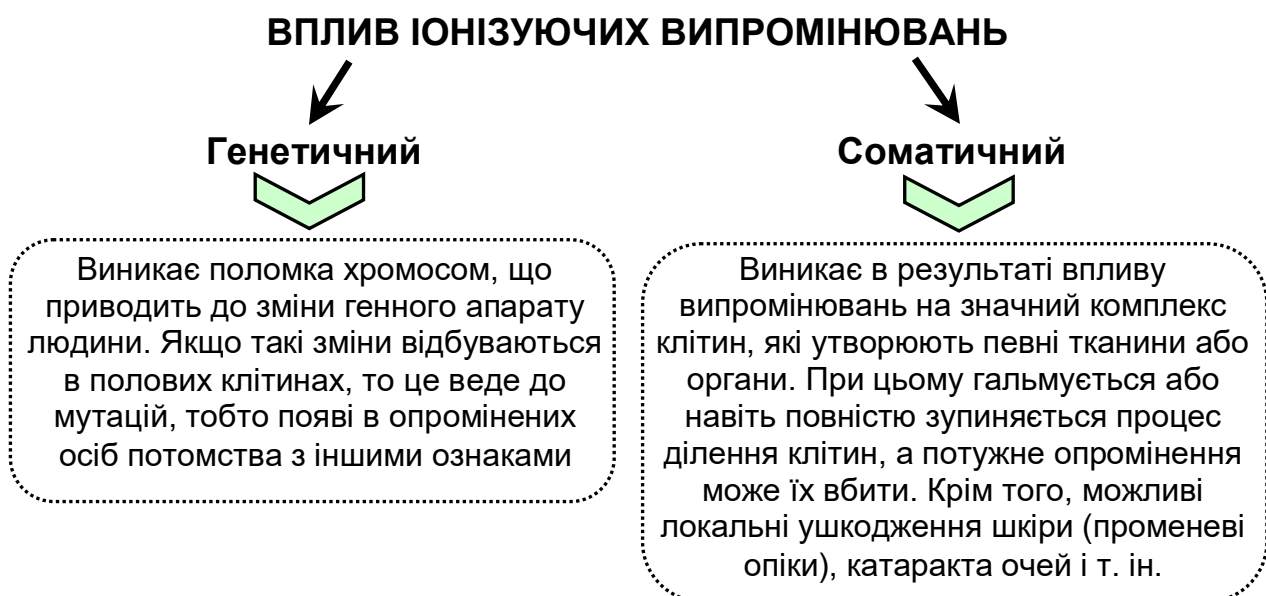 ВПЛИВ ІОНІЗУЮЧИХ ВИПРОМІНЮВАНЬ
Генетичний
Виникає поломка хромосом, що
приводить до зміни генного апарату
людини. Якщо такі зміни відбуваються
в полових клітинах, то це веде до
мутацій, тобто появі в опромінених
осіб потомства з іншими ознаками
Соматичний
Виникає в результаті впливу
випромінювань на значний комплекс
клітин, які утворюють певні тканини або
органи. При цьому гальмується або
навіть повністю зупиняється процес
ділення клітин, а потужне опромінення
може їх вбити. Крім того, можливі
локальні ушкодження шкіри (променеві
опіки), катаракта очей і т. ін.